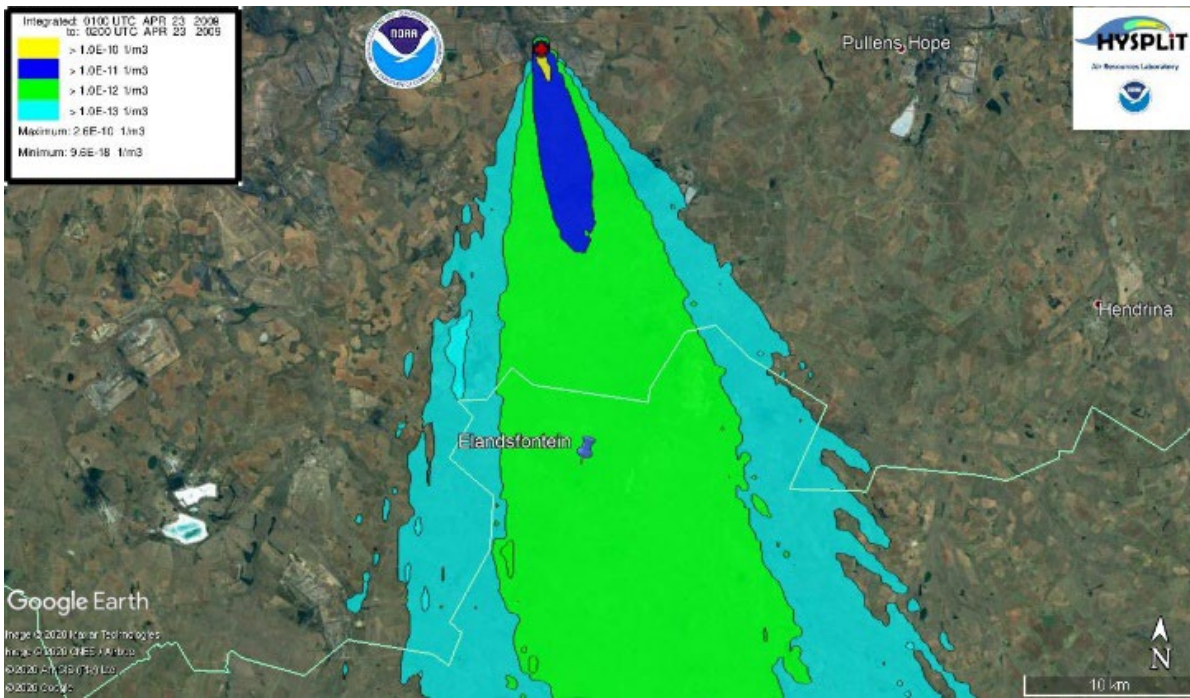 Integrated: 0100 UTC APR 23 2009
to: 0200 UTC APR 23 2009
> 1.0E-10 1/m3
> 1.0E-11 1/m3
> 1.0E-12 1/m3
> 1.0E-13 1/m3
Maximum: 2.6E-10 1/m3
Minimum: 9.6E-18 1/m3
NOAA
HYSPLiT
Air Resources Laboratory
Pullens Hope
Hendrina
Elandsfontein
Google Earth
Image © 2020 Maxar Technologies
Image © 2020 CNES / Airbus
© 2020 AfriGIS (Pty) Ltd.
© 2020 Google
N
10 km